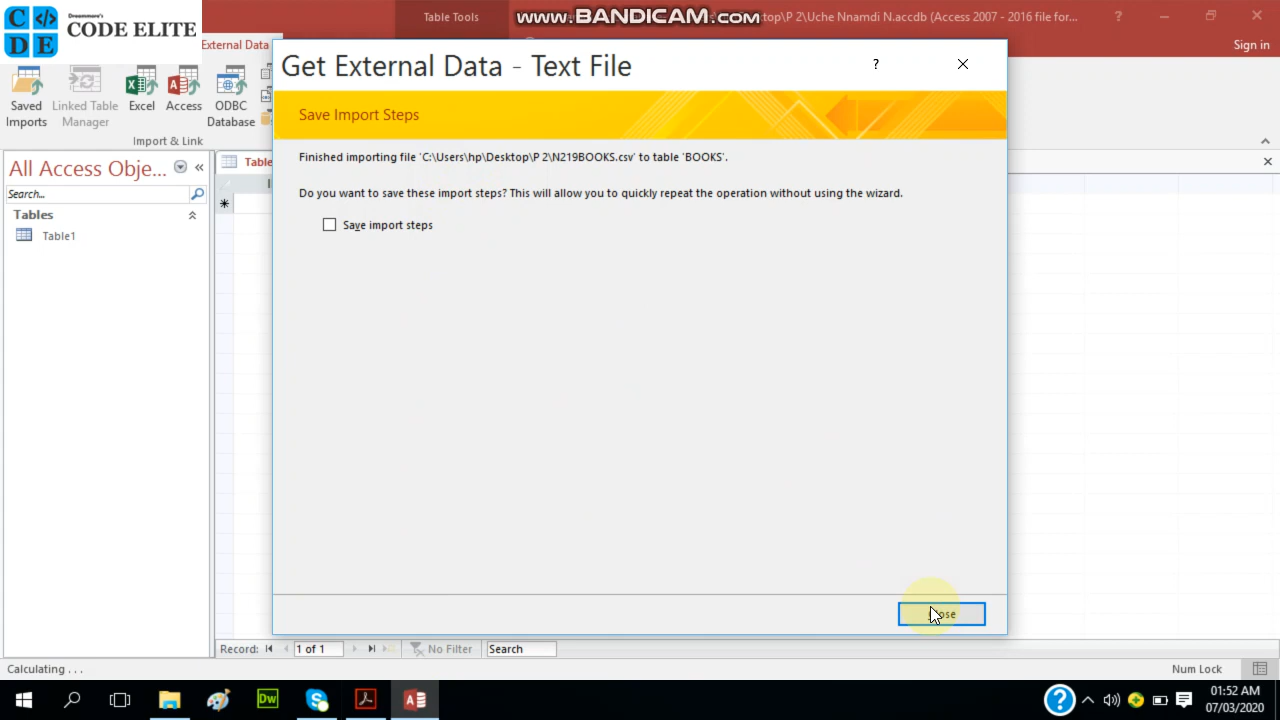 Dreammore's
CODE ELITE
C </>
D E
Table Tools
www.BANDICAM.com
Desktop\P 2\Uche Nnamdi N.accdb (Access 2007 - 2016 file for...
?
External Data
Sign in
Saved Imports
Linked Table Manager
Excel
Access
ODBC Database
Import & Link
Get External Data - Text File
?
Save Import Steps
Finished importing file 'C:\Users\hp\Desktop\P 2\N219BOOKS.csv' to table 'BOOKS'.
Do you want to save these import steps? This will allow you to quickly repeat the operation without using the wizard.
Save import steps
All Access Obje...
Search...
Tables
Table1
Table
Record:
1 of 1
No Filter
Search
Calculating . . .
Num Lock
Dw
01:52 AM
07/03/2020